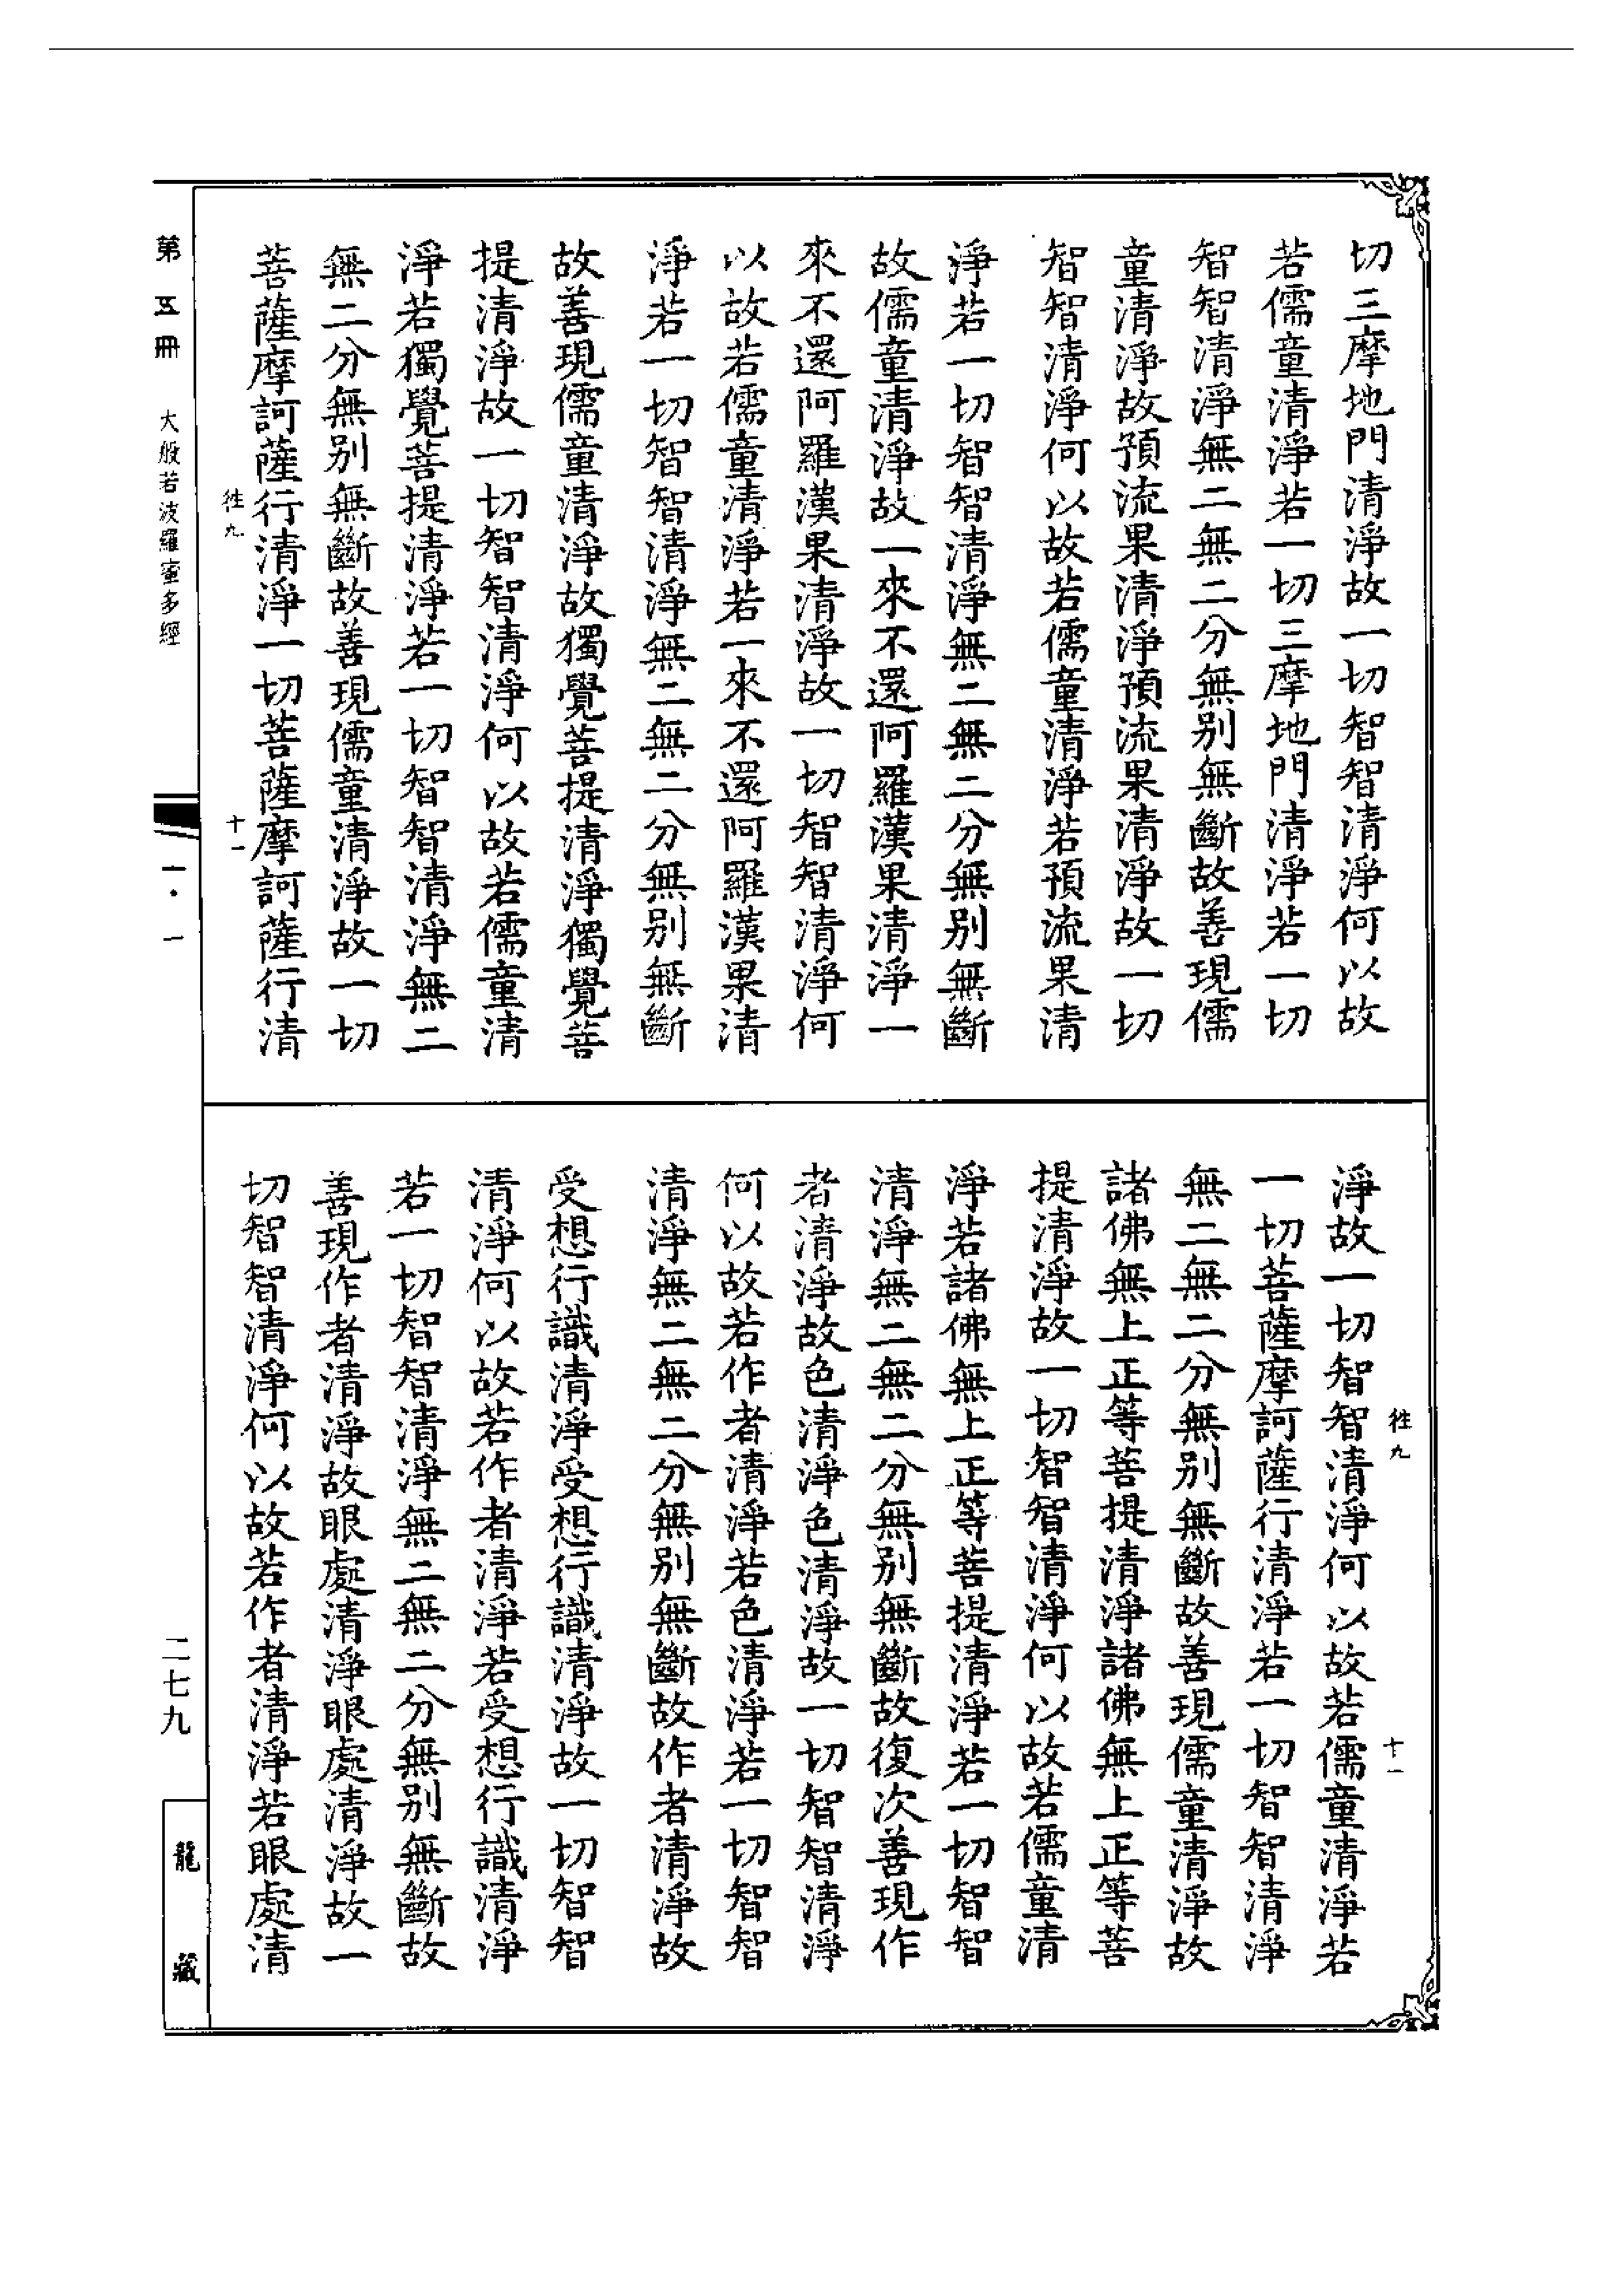 切三摩地門清淨故一切智智清淨何以故
若儒童清淨若一切三摩地門清淨若一切
智智清淨無二無二分無別無斷故善現儒
童清淨故預流果清淨預流果清淨故一切
智智清淨何以故若儒童清淨若預流果清
淨若一切智智清淨無二無二分無別無斷
故儒童清淨故一來不還阿羅漢果清淨一
來不還阿羅漢果清淨故一切智智清淨何
以故若儒童清淨若一來不還阿羅漢果清
淨若一切智智清淨無二無二分無別無斷
故善現儒童清淨故獨覺菩提清淨獨覺菩
提清淨故一切智智清淨何以故若儒童清
淨若獨覺菩提清淨若一切智智清淨無二
無二分無別無斷故善現儒童清淨故一切
菩薩摩訶薩行清淨一切菩薩摩訶薩行清
往九 十一
往九 十一
淨故一切智智清淨何以故若儒童清淨若
一切菩薩摩訶薩行清淨若一切智智清淨
無二無二分無別無斷故善現儒童清淨故
諸佛無上正等菩提清淨諸佛無上正等菩
提清淨故一切智智清淨何以故若儒童清
淨若諸佛無上正等菩提清淨若一切智智
清淨無二無二分無別無斷故復次善現作
者清淨故色清淨色清淨故一切智智清淨
何以故若作者清淨若色清淨若一切智智
清淨無二無二分無別無斷故作者清淨故
受想行識清淨受想行識清淨故一切智智
清淨何以故若作者清淨若受想行識清淨
若一切智智清淨無二無二分無別無斷故
善現作者清淨故眼處清淨眼處清淨故一
切智智清淨何以故若作者清淨若眼處清
第五冊 大般若波羅蜜多經 一·一 二七九 龍藏